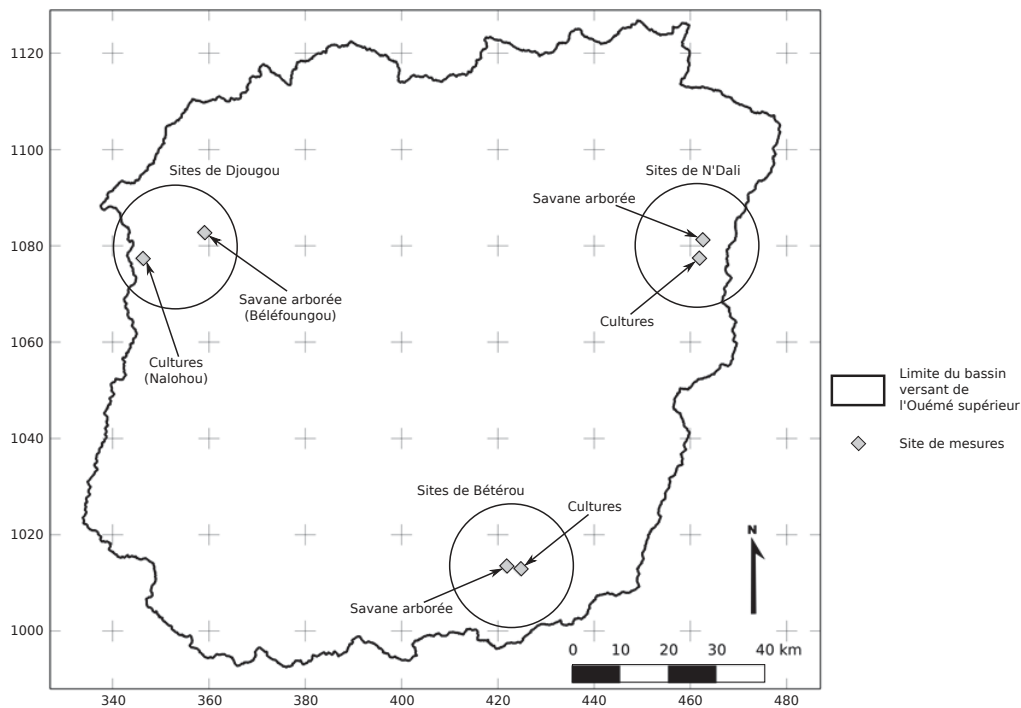 1120
1100
1080
1060
1040
1020
1000
340
360
380
400
420
440
460
480
Sites de Djougou
Savane arborée
(Béléfoungou)
Cultures
(Nalohou)
Sites de N'Dali
Savane arborée
Cultures
Sites de Bétérou
Cultures
Savane arborée
N
0 10 20 30 40 km
Limite du bassin
versant de
l'Ouémé supérieur
Site de mesures